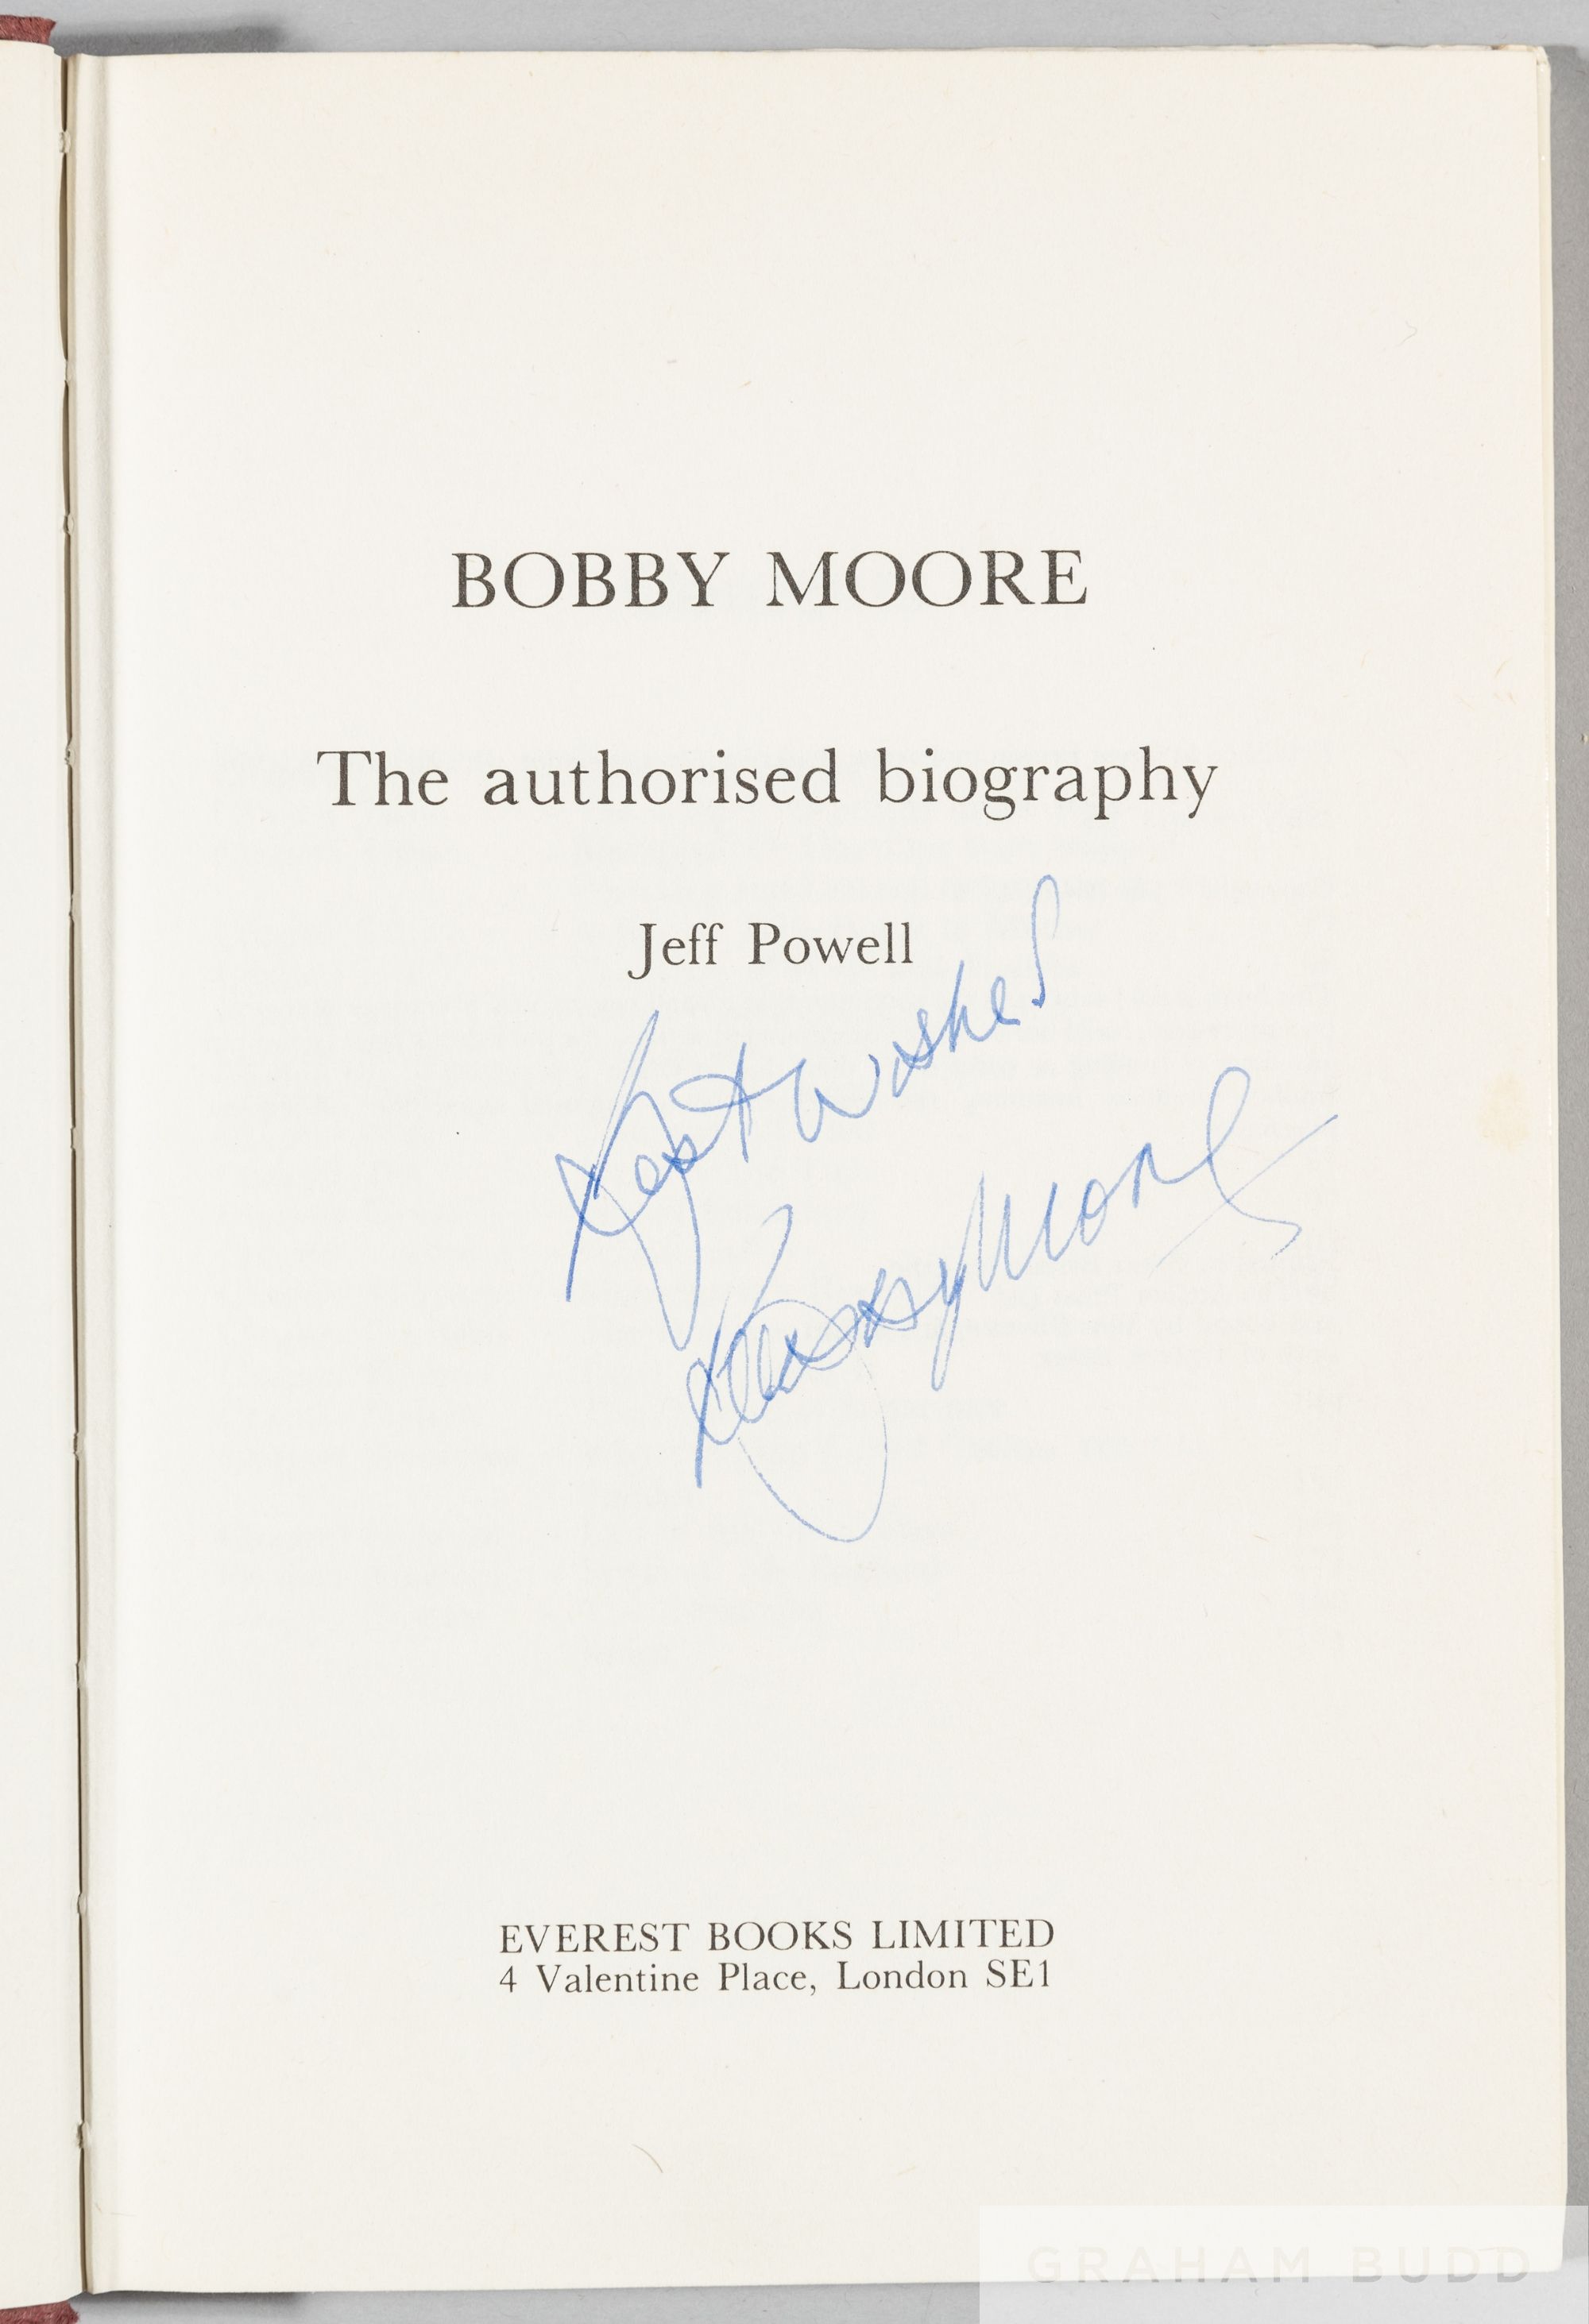 BOBBY MOORE
The authorised biography
Jeff Powell
Best Wishes
Bobby Moore
EVEREST BOOKS LIMITED
4 Valentine Place, London SE1
GRAHAM BUDD